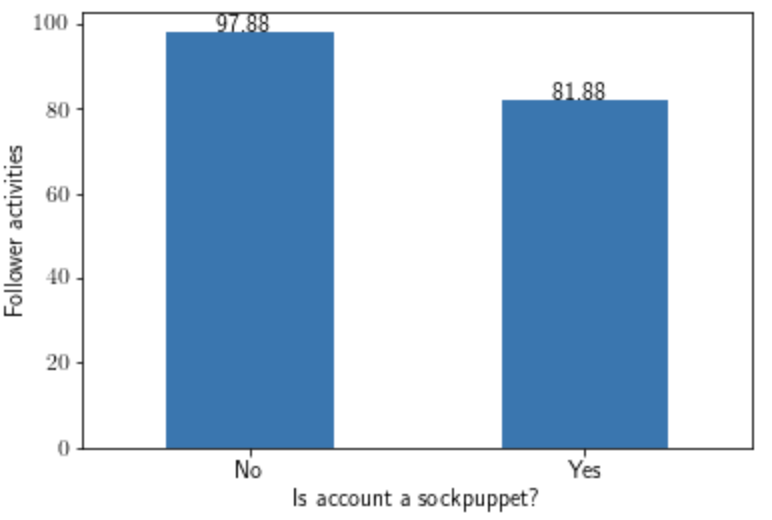 Follower activities
100
80
60
40
20
0
97.88
81.88
No
Yes
Is account a sockpuppet?